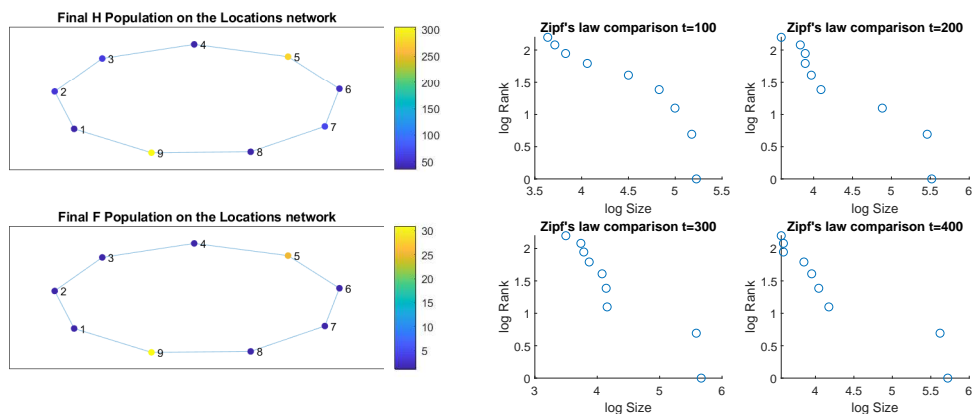 Final H Population on the Locations network
4
3
5
2
6
7
1
9
8
300
250
200
150
100
50
Final F Population on the Locations network
4
3
5
2
6
7
1
9
8
30
25
20
15
10
5
Zipf's law comparison t=100
log Rank
2
1.5
1
0.5
0
3.5 4 4.5 5 5.5
log Size
Zipf's law comparison t=200
log Rank
2
1.5
1
0.5
0
4 4.5 5 5.5 6
log Size
Zipf's law comparison t=300
log Rank
2
1.5
1
0.5
0
3 4 5 6
log Size
Zipf's law comparison t=400
log Rank
2
1.5
1
0.5
0
4 4.5 5 5.5 6
log Size